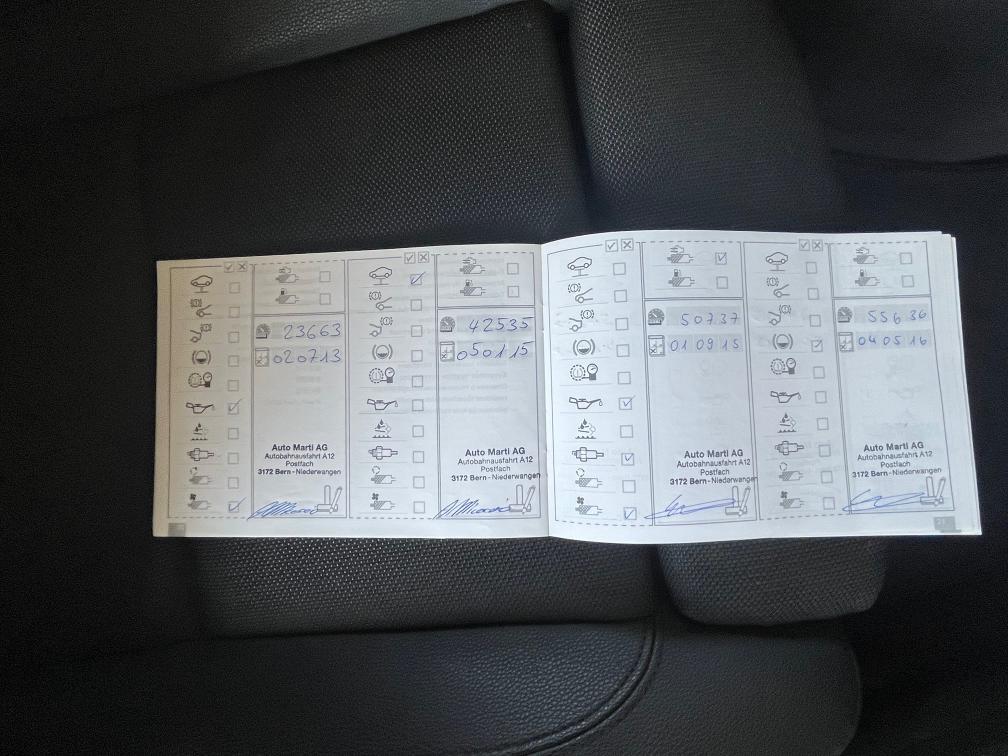 23663
020713
Auto Marti AG
Autobahnausfahrt A12
Postfach
3172 Bern - Niederwangen
42535
050115
Auto Marti AG
Autobahnausfahrt A12
Postfach
3172 Bern - Niederwangen
50737
010915
Auto Marti AG
Autobahnausfahrt A12
Postfach
3172 Bern - Niederwangen
55636
040516
Auto Marti AG
Autobahnausfahrt A12
Postfach
3172 Bern - Niederwangen